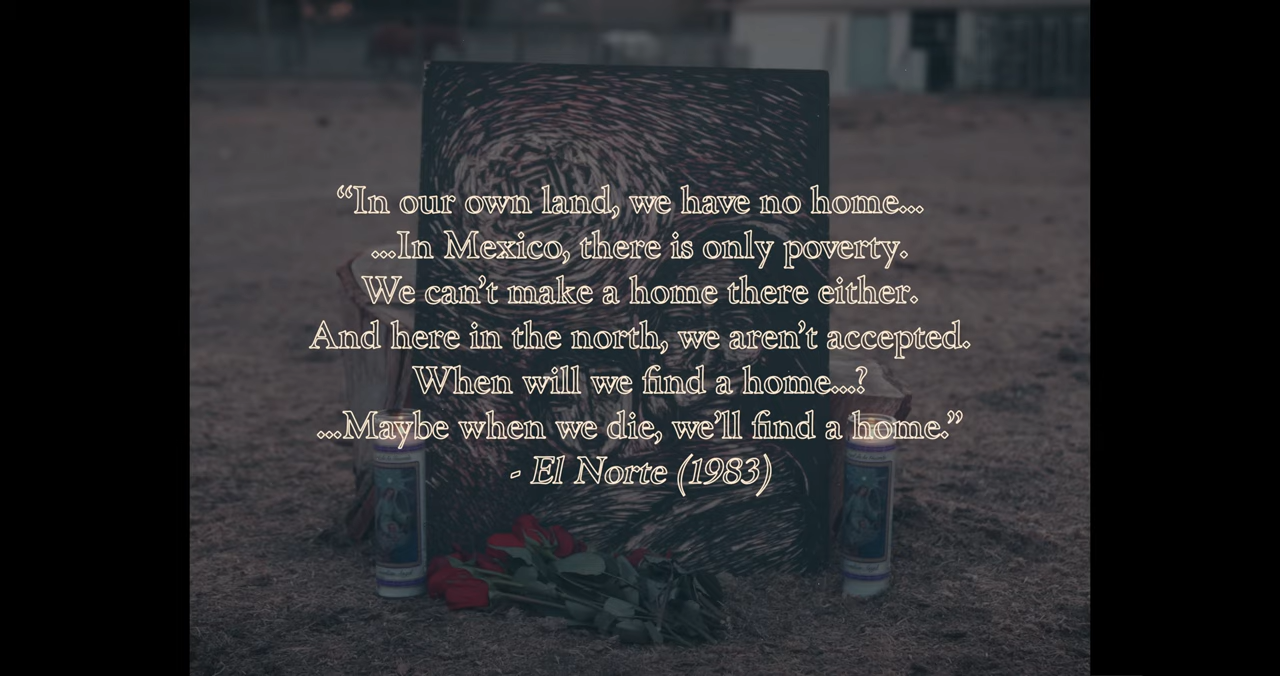 “In our own land, we have no home...
...In Mexico, there is only poverty.
We can’t make a home there either.
And here in the north, we aren’t accepted.
When will we find a home...?
...Maybe when we die, we’ll find a home.”
- El Norte (1983)